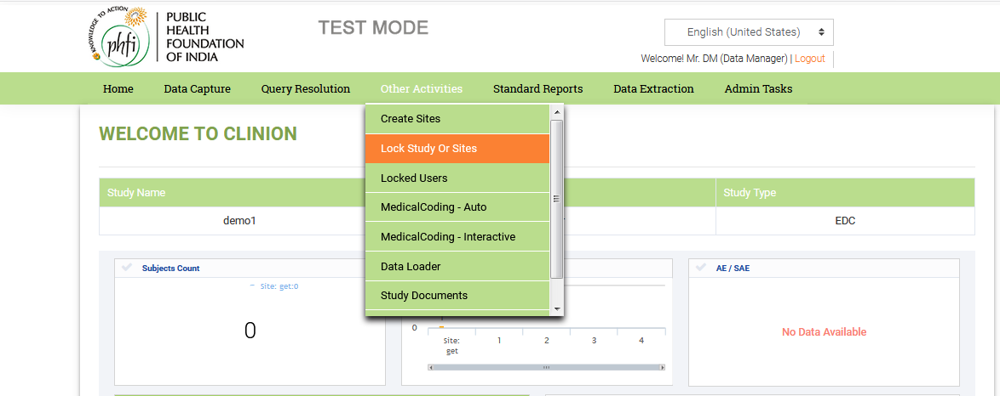 KNOWLEDGE TO ACTION
phfi
PUBLIC
HEALTH
FOUNDATION
OF INDIA
TEST MODE
English (United States)
Welcome! Mr. DM (Data Manager) | Logout
Home Data Capture Query Resolution Other Activities Standard Reports Data Extraction Admin Tasks
Create Sites
Lock Study Or Sites
Locked Users
MedicalCoding - Auto
MedicalCoding - Interactive
Data Loader
Study Documents
WELCOME TO CLINION
Study Name Study Type
demo1 EDC
Subjects Count AE / SAE
Site: get:0
0
0
Site:
get
1 2 3 4
No Data Available